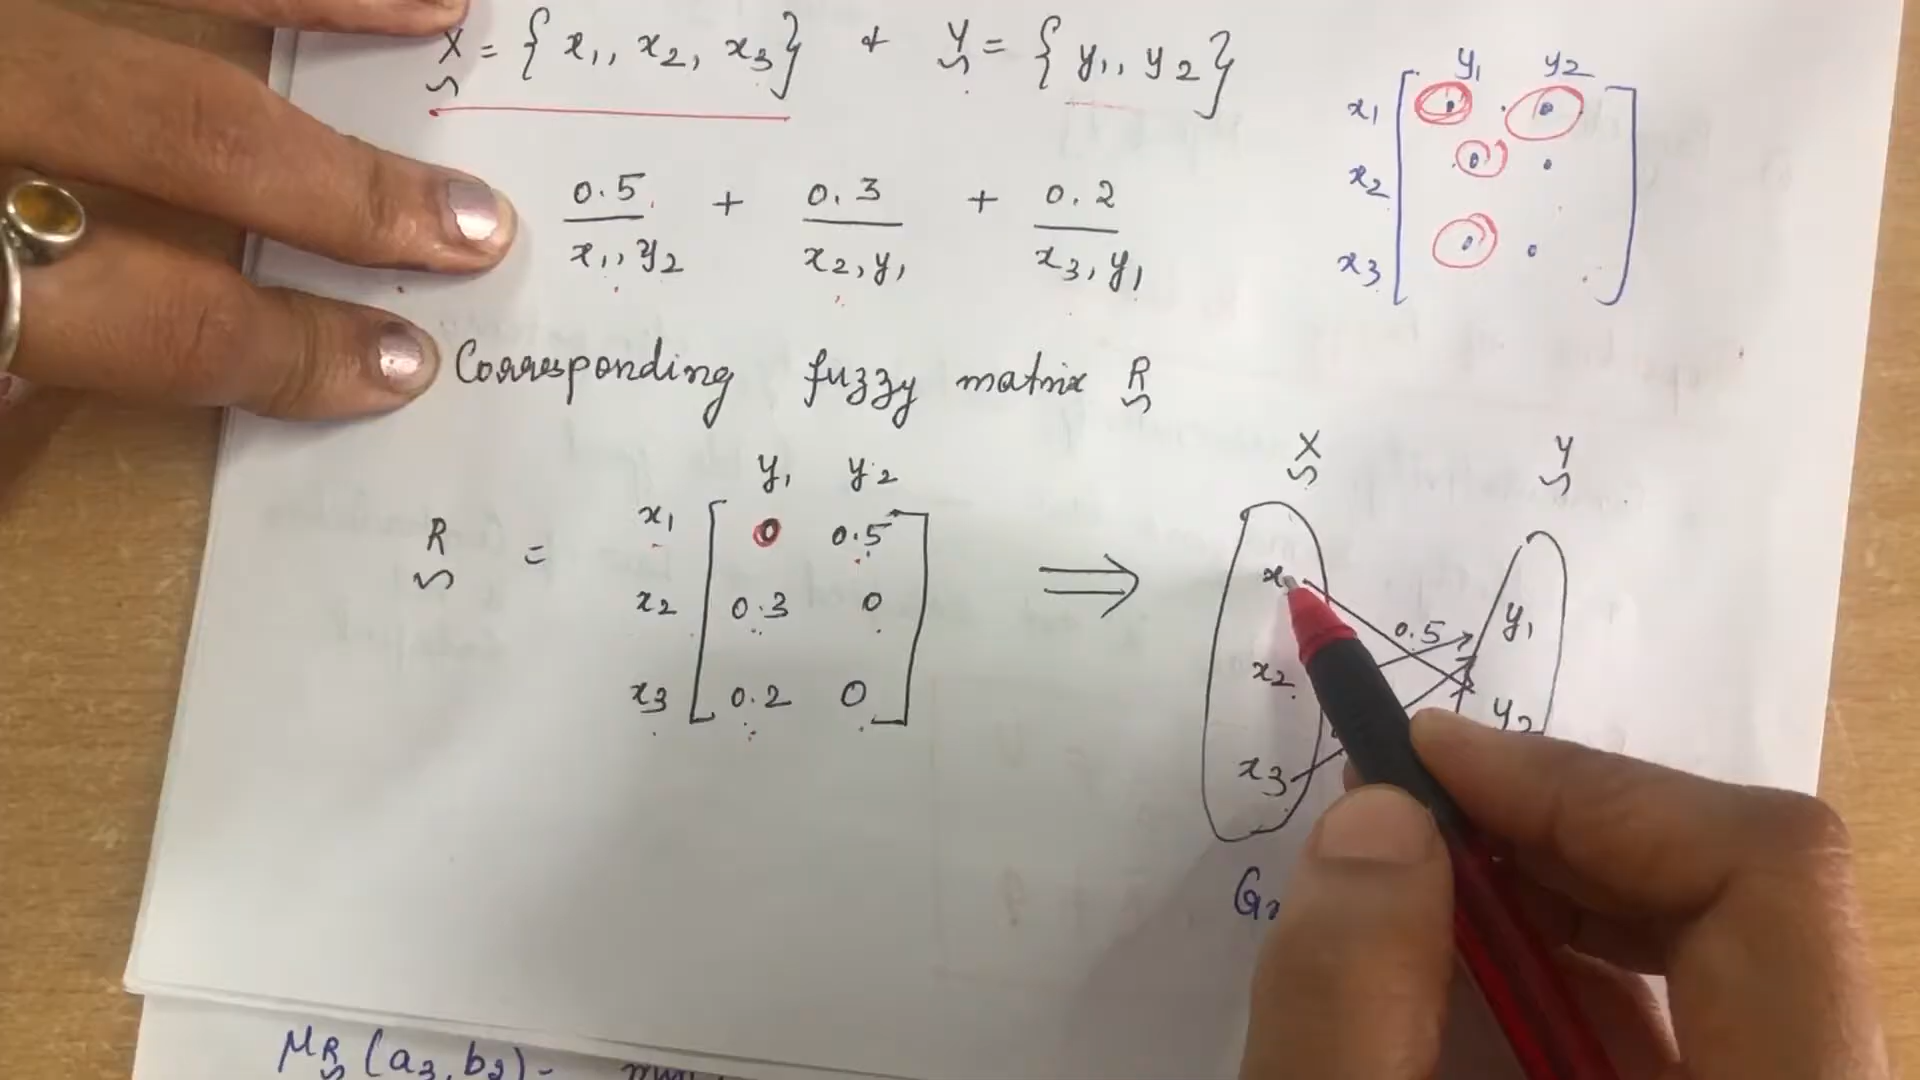 X = { x1, x2, x3} & Y = { y1, y2}
y1 y2
x1
x2
x3
0.5 + 0.3 + 0.2
x1, y2 x2, y1 x3, y1
Corresponding fuzzy matrix R
X Y
y1 y2
R = x1 0 0.5
x2 0.3 0
x3 0.2 0
⇒
x1 0.5 y1
x2 y2
x3
μR (a3, b2) =